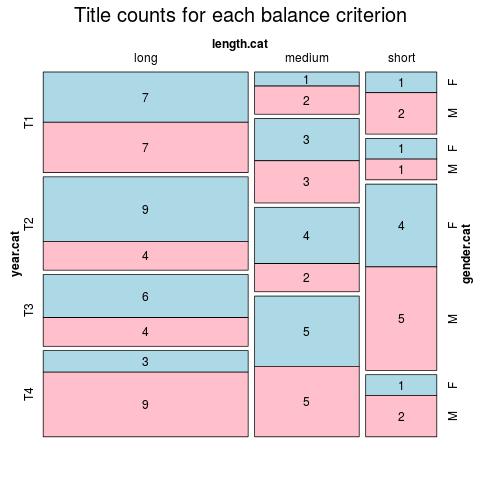 Title counts for each balance criterion
length.cat
long medium short
year.cat
gender.cat
T1
T2
T3
T4
7
7
9
4
6
4
3
9
1
2
3
3
4
2
5
5
1
2
1
1
4
5
1
2
F
M
F
M
F
M
F
M